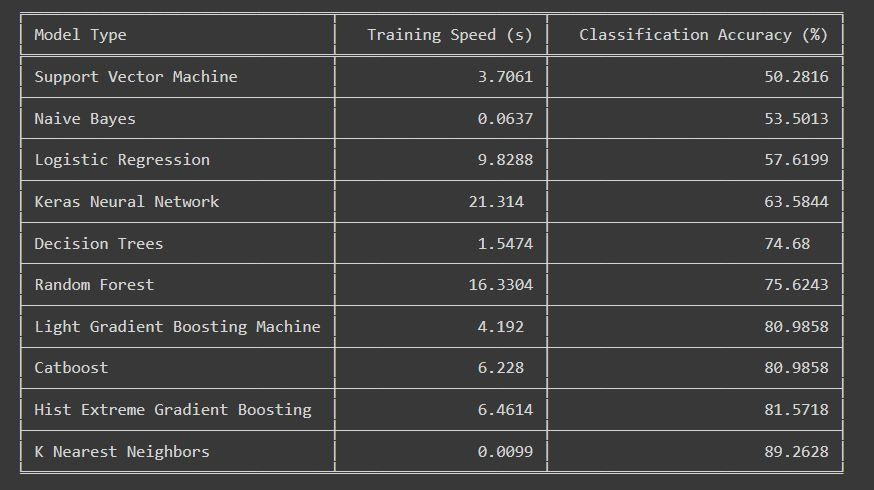 Model Type Training Speed (s) Classification Accuracy (%)
Support Vector Machine 3.7061 50.2816
Naive Bayes 0.0637 53.5013
Logistic Regression 9.8288 57.6199
Keras Neural Network 21.314 63.5844
Decision Trees 1.5474 74.68
Random Forest 16.3304 75.6243
Light Gradient Boosting Machine 4.192 80.9858
Catboost 6.228 80.9858
Hist Extreme Gradient Boosting 6.4614 81.5718
K Nearest Neighbors 0.0099 89.2628